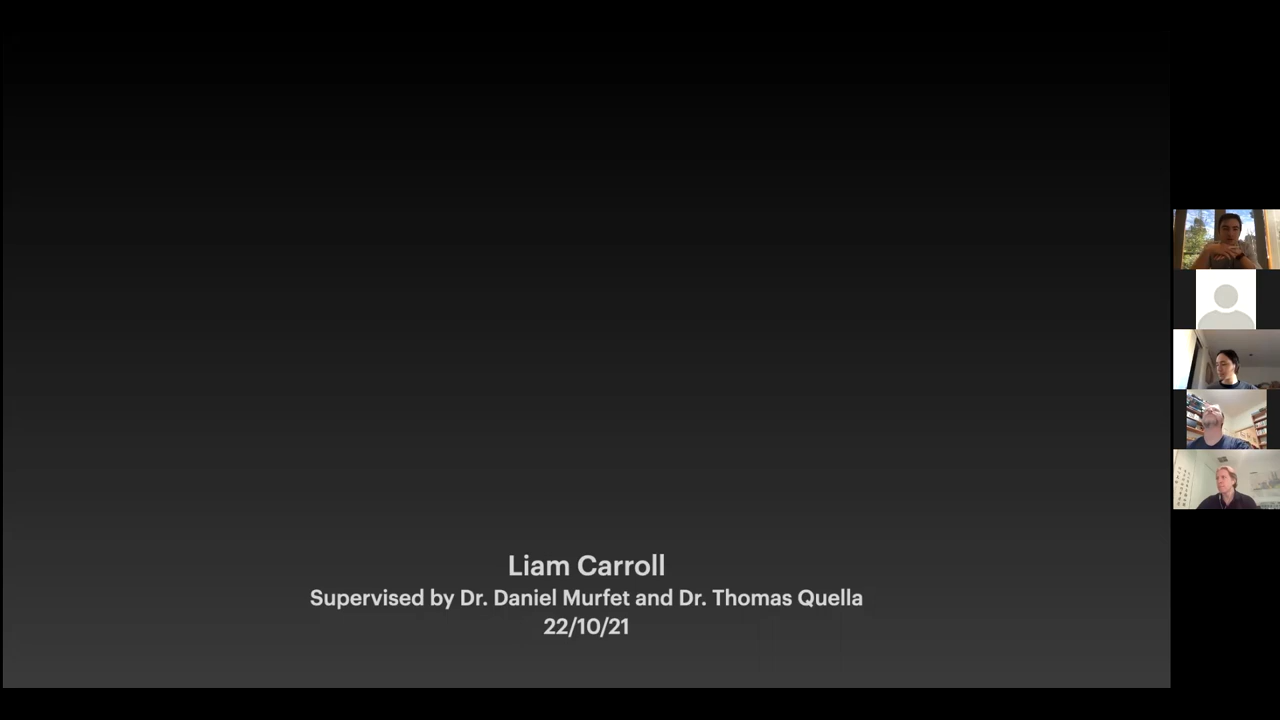 Liam Carroll
Supervised by Dr. Daniel Murfet and Dr. Thomas Quella
22/10/21